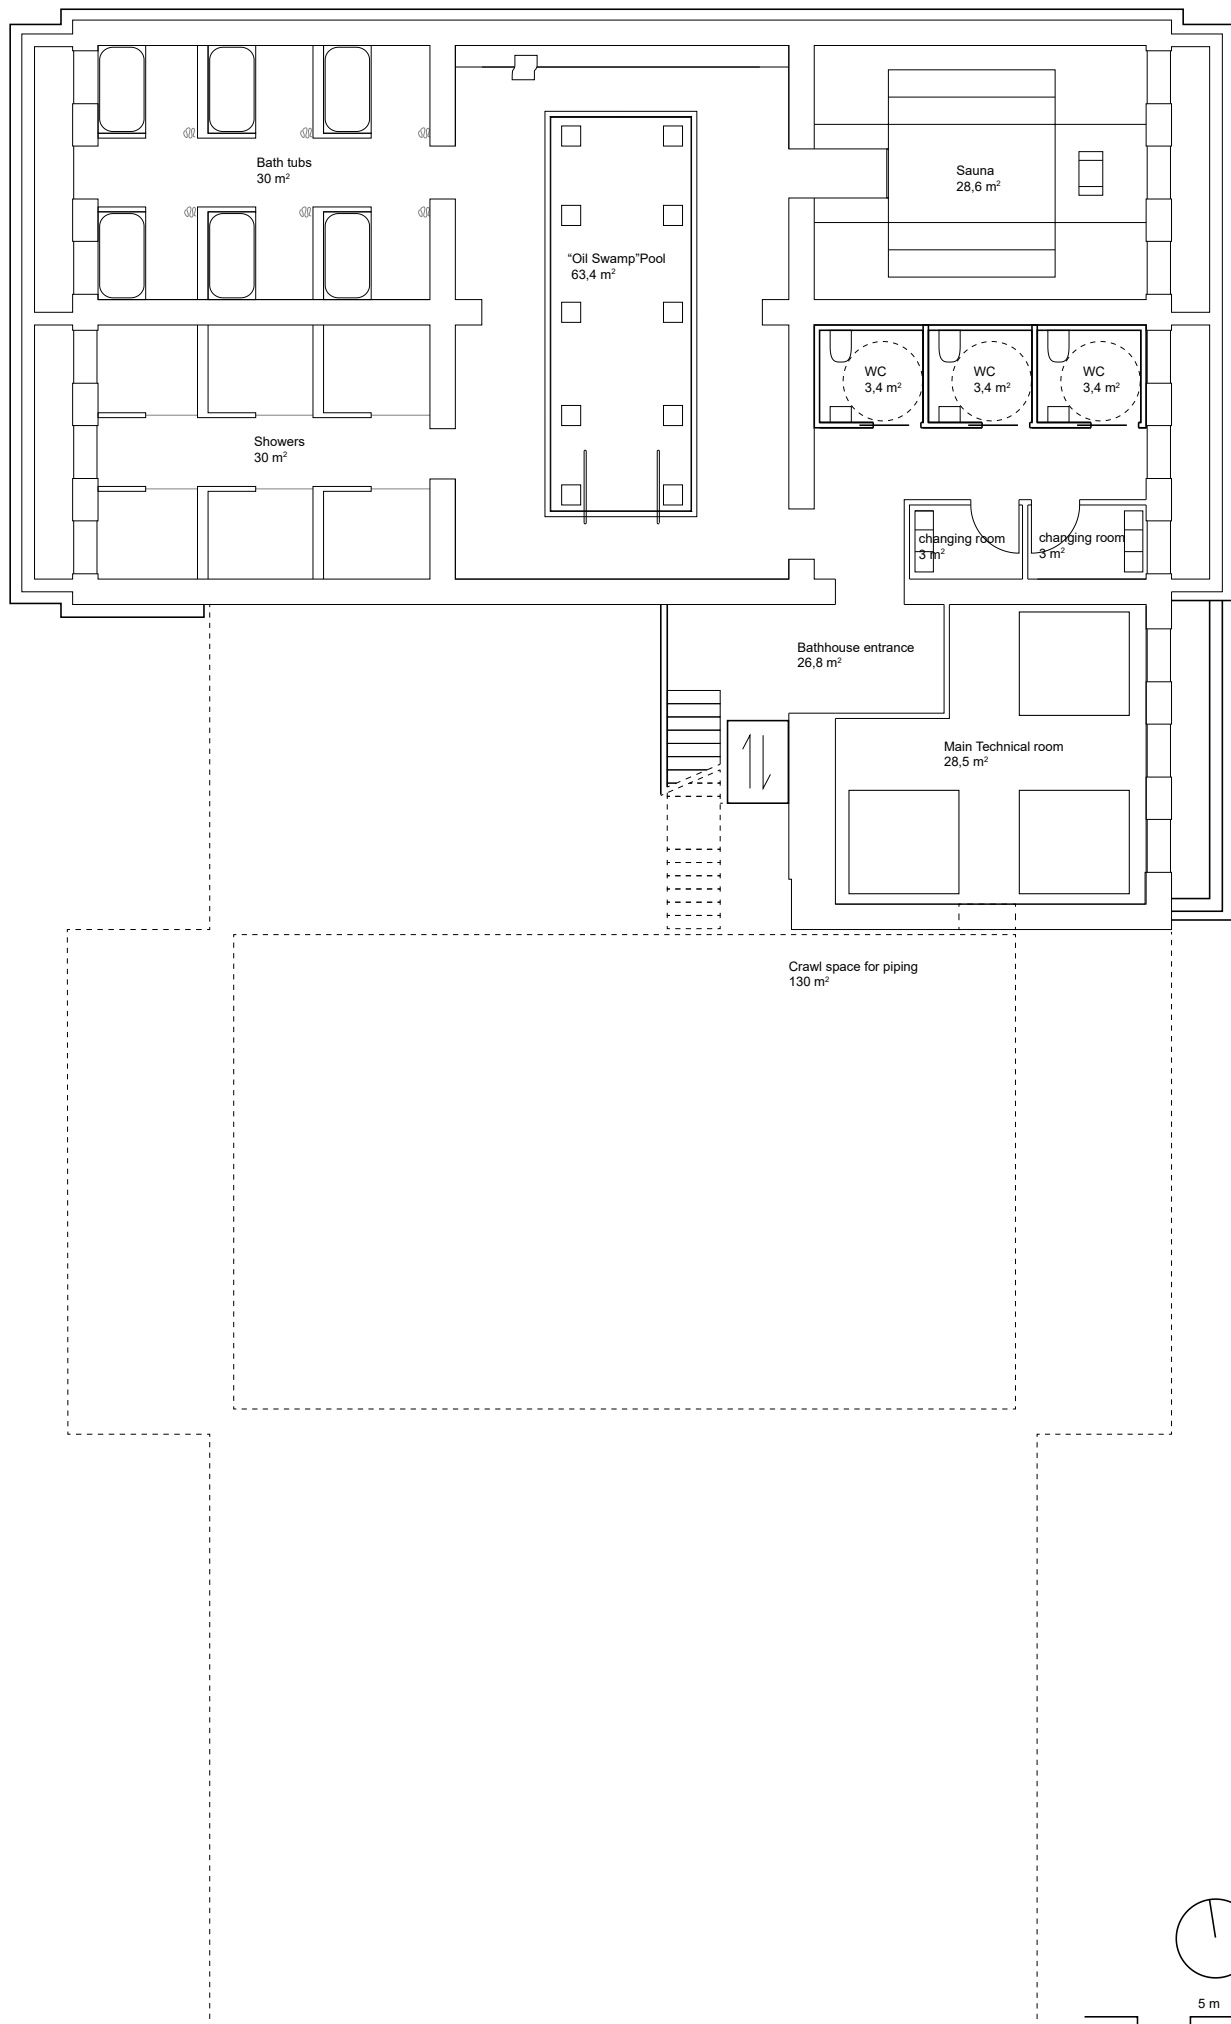 Bath tubs
30 m²
Sauna
28,6 m²
“Oil Swamp”Pool
63,4 m²
WC
3,4 m²
WC
3,4 m²
WC
3,4 m²
Showers
30 m²
changing room
3 m²
changing room
3 m²
Bathhouse entrance
26,8 m²
Main Technical room
28,5 m²
Crawl space for piping
130 m²
5 m